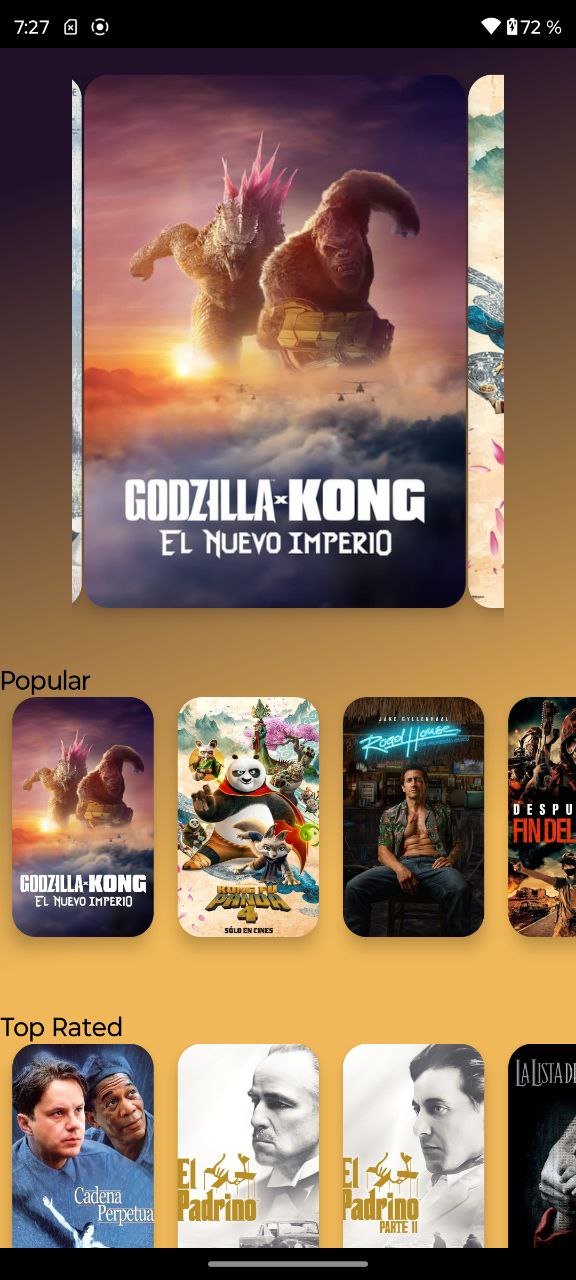 7:27
72 %
GODZILLA x KONG
EL NUEVO IMPERIO
Popular
GODZILLA x KONG
EL NUEVO IMPERIO
KUNG FU
PANDA
4
SÓLO EN CINES
JAKE GYLLENHAAL
Road House
DESPU
FIN DEL
Top Rated
Cadena
Perpetua
El
Padrino
El
Padrino
PARTE II
LA LISTA DE